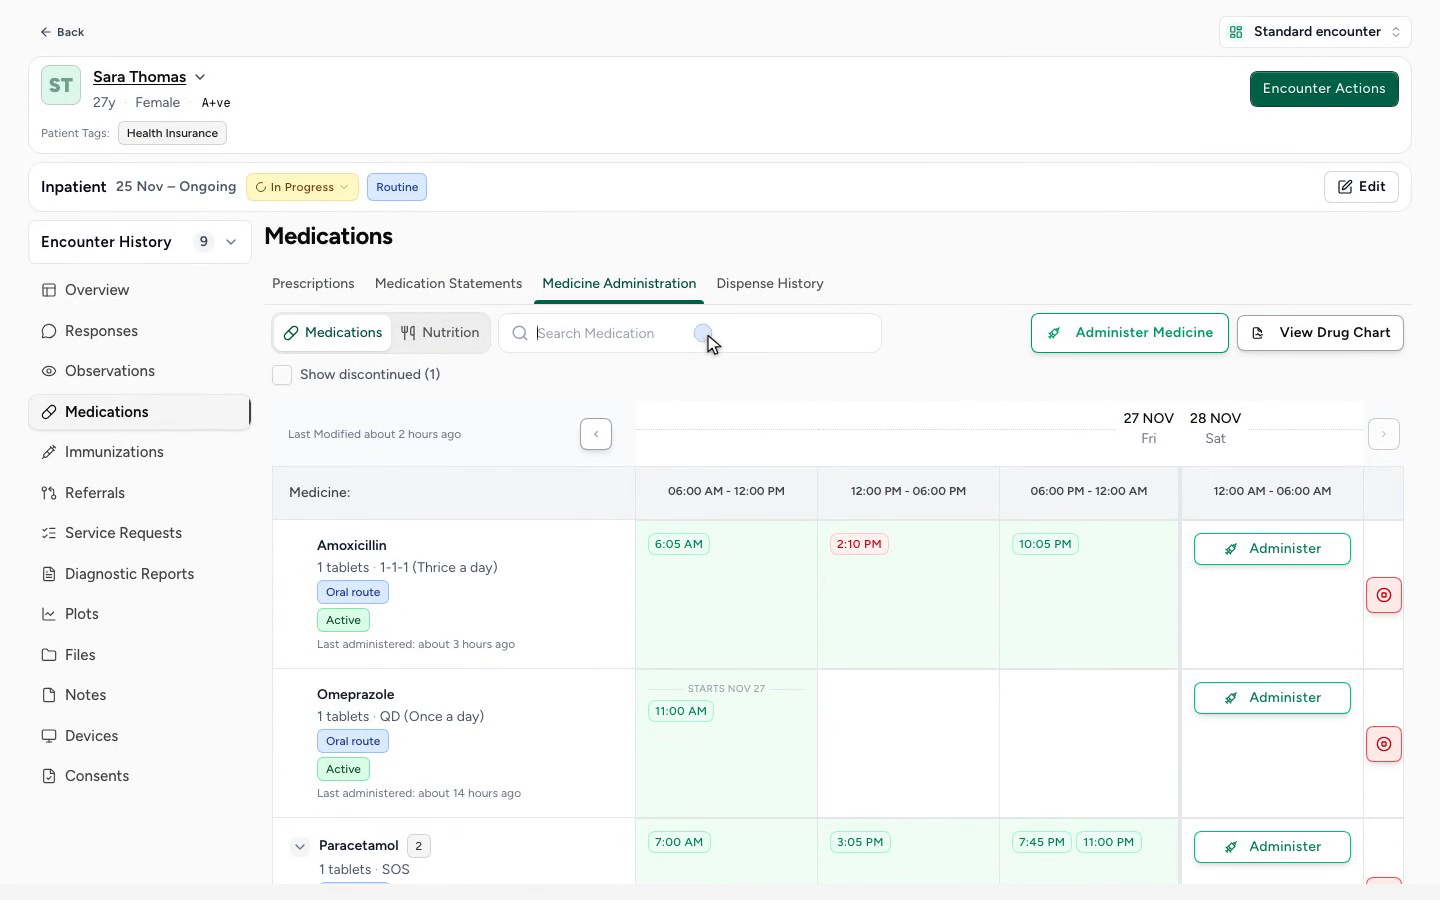 Back
Standard encounter
ST
Sara Thomas
27y · Female · A+ve
Encounter Actions
Patient Tags: Health Insurance
Inpatient 25 Nov – Ongoing In Progress Routine
Edit
Encounter History 9
Overview
Responses
Observations
Medications
Immunizations
Referrals
Service Requests
Diagnostic Reports
Plots
Files
Notes
Devices
Consents
Medications
Prescriptions Medication Statements Medicine Administration Dispense History
Medications Nutrition Search Medication Administer Medicine View Drug Chart
Show discontinued (1)
Last Modified about 2 hours ago
27 NOV 28 NOV
Fri Sat
Medicine: 06:00 AM - 12:00 PM 12:00 PM - 06:00 PM 06:00 PM - 12:00 AM 12:00 AM - 06:00 AM
Amoxicillin 6:05 AM 2:10 PM 10:05 PM Administer
1 tablets · 1-1-1 (Thrice a day)
Oral route
Active
Last administered: about 3 hours ago
Omeprazole STARTS NOV 27 Administer
1 tablets · QD (Once a day) 11:00 AM
Oral route
Active
Last administered: about 14 hours ago
Paracetamol 2 7:00 AM 3:05 PM 7:45 PM 11:00 PM Administer
1 tablets · SOS